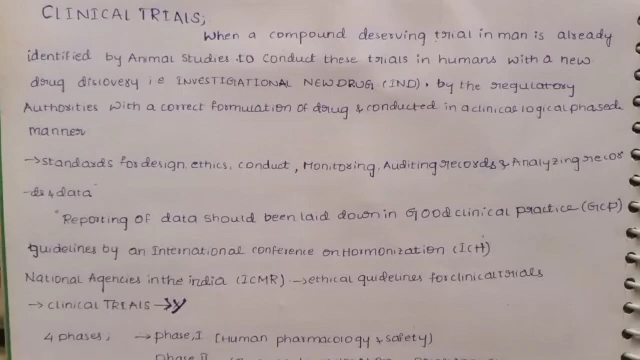 CLINICAL TRIALS;
When a compound deserving trial in man is already
identified by Animal Studies to conduct these trials in humans with a new
drug discovery i.e INVESTIGATIONAL NEW DRUG (IND). by the regulatory
Authorities with a correct formulation of drug & conducted in a clinical logical phased
manner
→ Standards for design, ethics, conduct, Monitoring, Auditing records & Analyzing recor
-ds & data"
"Reporting of data should been laid down in GOOD clinical practice (GCP)
guidelines by an International conference on Harmonization (ICH)
National Agencies in the india (ICMR) → ethical guidelines for clinical trials
→ clinical TRIALS →
4 phases; → phase, I (Human pharmacology & safety)
phase II